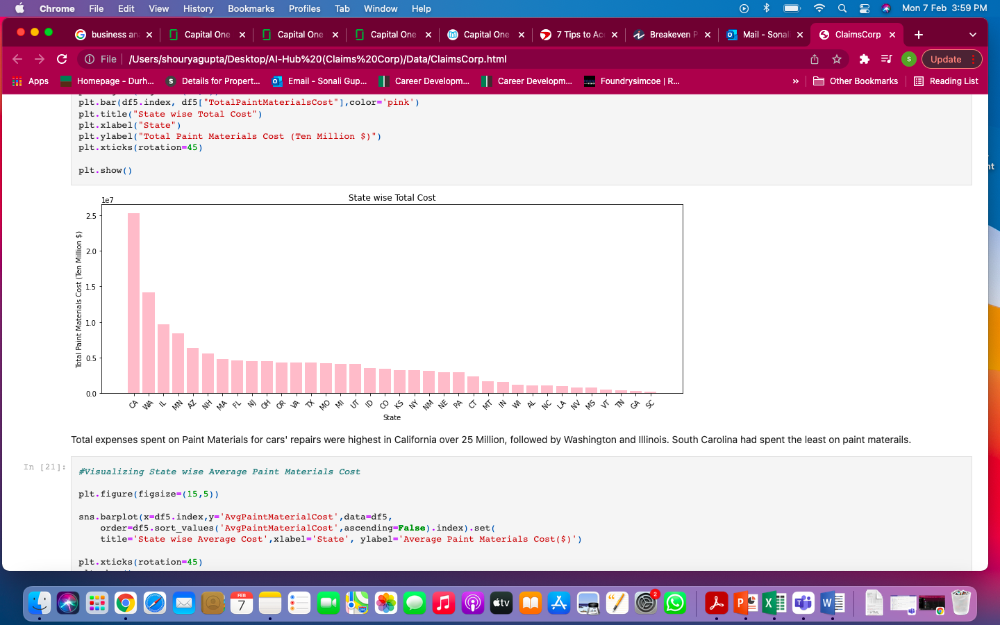 Chrome File Edit View History Bookmarks Profiles Tab Window Help Mon 7 Feb 3:59 PM
business an Capital One Capital One Capital One Capital One 7 Tips to Ac Breakeven P Mail - Sonal ClaimsCorp
File /Users/shouryagupta/Desktop/AI-Hub%20(Claims%20Corp)/Data/ClaimsCorp.html S Update
Apps Homepage - Durh... S Details for Propert... Email - Sonali Gup... Career Developm... Career Developm... Foundrysimcoe | R... » Other Bookmarks Reading List
plt.bar(df5.index, df5["TotalPaintMaterialsCost"],color='pink')
plt.title("State wise Total Cost")
plt.xlabel("State")
plt.ylabel("Total Paint Materials Cost (Ten Million $)")
plt.xticks(rotation=45)
plt.show()
State wise Total Cost
1e7
2.5
2.0
1.5
1.0
0.5
0.0
Total Paint Materials Cost (Ten Million $)
CA WA IL MN AZ NH MA FL NJ OH OR VA TX MO MI UT ID CO KS NY NM NE PA CT MT IN WI AL NC LA NV MS VT TN GA SC
State
Total expenses spent on Paint Materials for cars' repairs were highest in California over 25 Million, followed by Washington and Illinois. South Carolina had spent the least on paint materails.
In [21]:
#Visualizing State wise Average Paint Materials Cost
plt.figure(figsize=(15,5))
sns.barplot(x=df5.index,y='AvgPaintMaterialCost',data=df5,
order=df5.sort_values('AvgPaintMaterialCost',ascending=False).index).set(
title='State wise Average Cost',xlabel='State', ylabel='Average Paint Materials Cost($)')
plt.xticks(rotation=45)
nt
FEB
7
tv
2
P
X
W
HTML